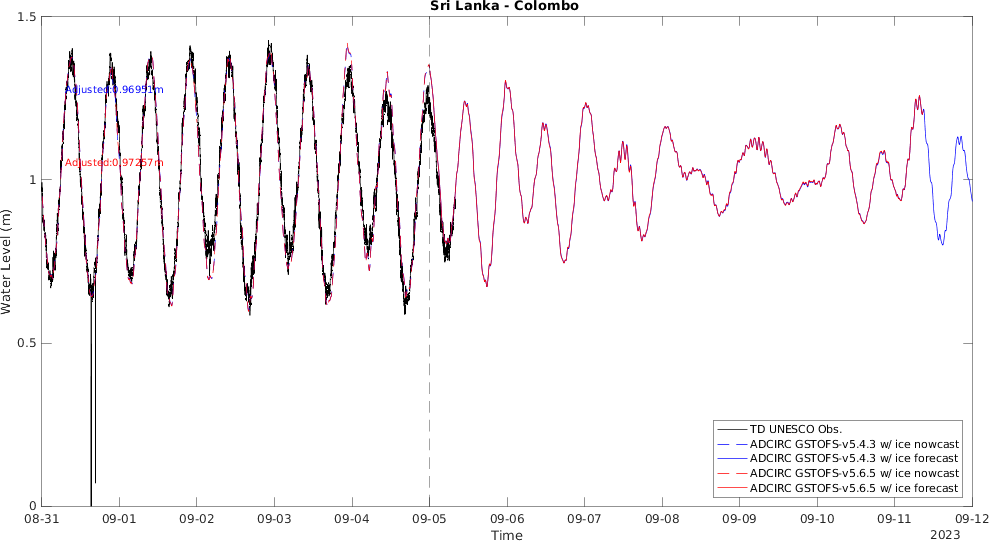 Sri Lanka - Colombo
1.5
Adjusted:0.96951m
Adjusted:0.97257m
1
Water Level (m)
0.5
TD UNESCO Obs.
ADCIRC GSTOFS-v5.4.3 w/ ice nowcast
ADCIRC GSTOFS-v5.4.3 w/ ice forecast
ADCIRC GSTOFS-v5.6.5 w/ ice nowcast
ADCIRC GSTOFS-v5.6.5 w/ ice forecast
0
08-31 09-01 09-02 09-03 09-04 09-05 09-06 09-07 09-08 09-09 09-10 09-11 09-12
Time
2023